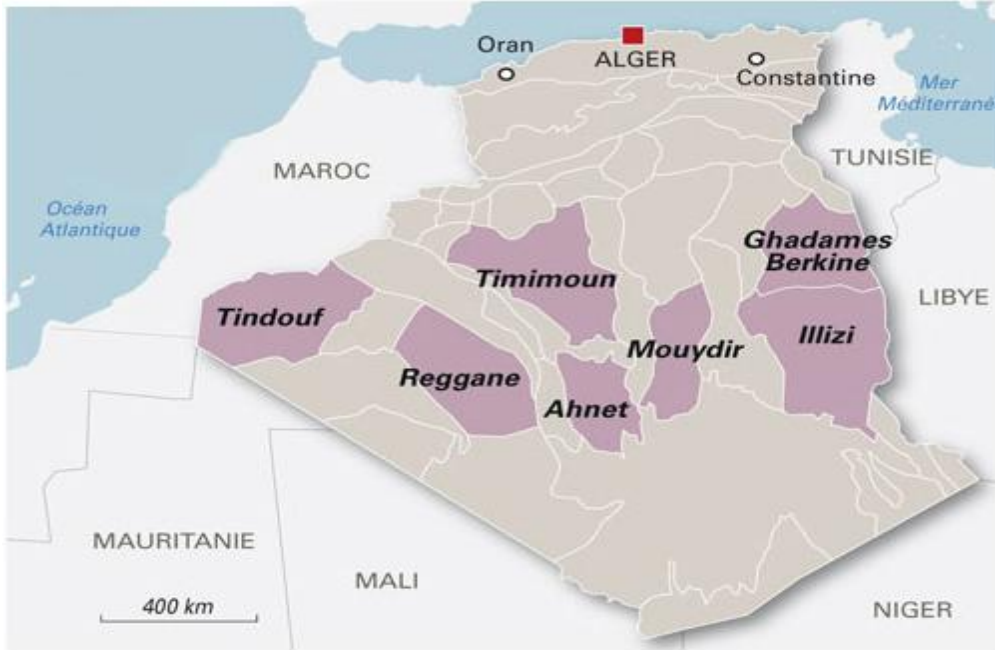 Oran
ALGER
Constantine
Mer
Méditerrané
MAROC
TUNISIE
Océan
Atlantique
Ghadames
Berkine
Timimoun
LIBYE
Tindouf
Illizi
Mouydir
Reggane
Ahnet
MAURITANIE
MALI
400 km
NIGER